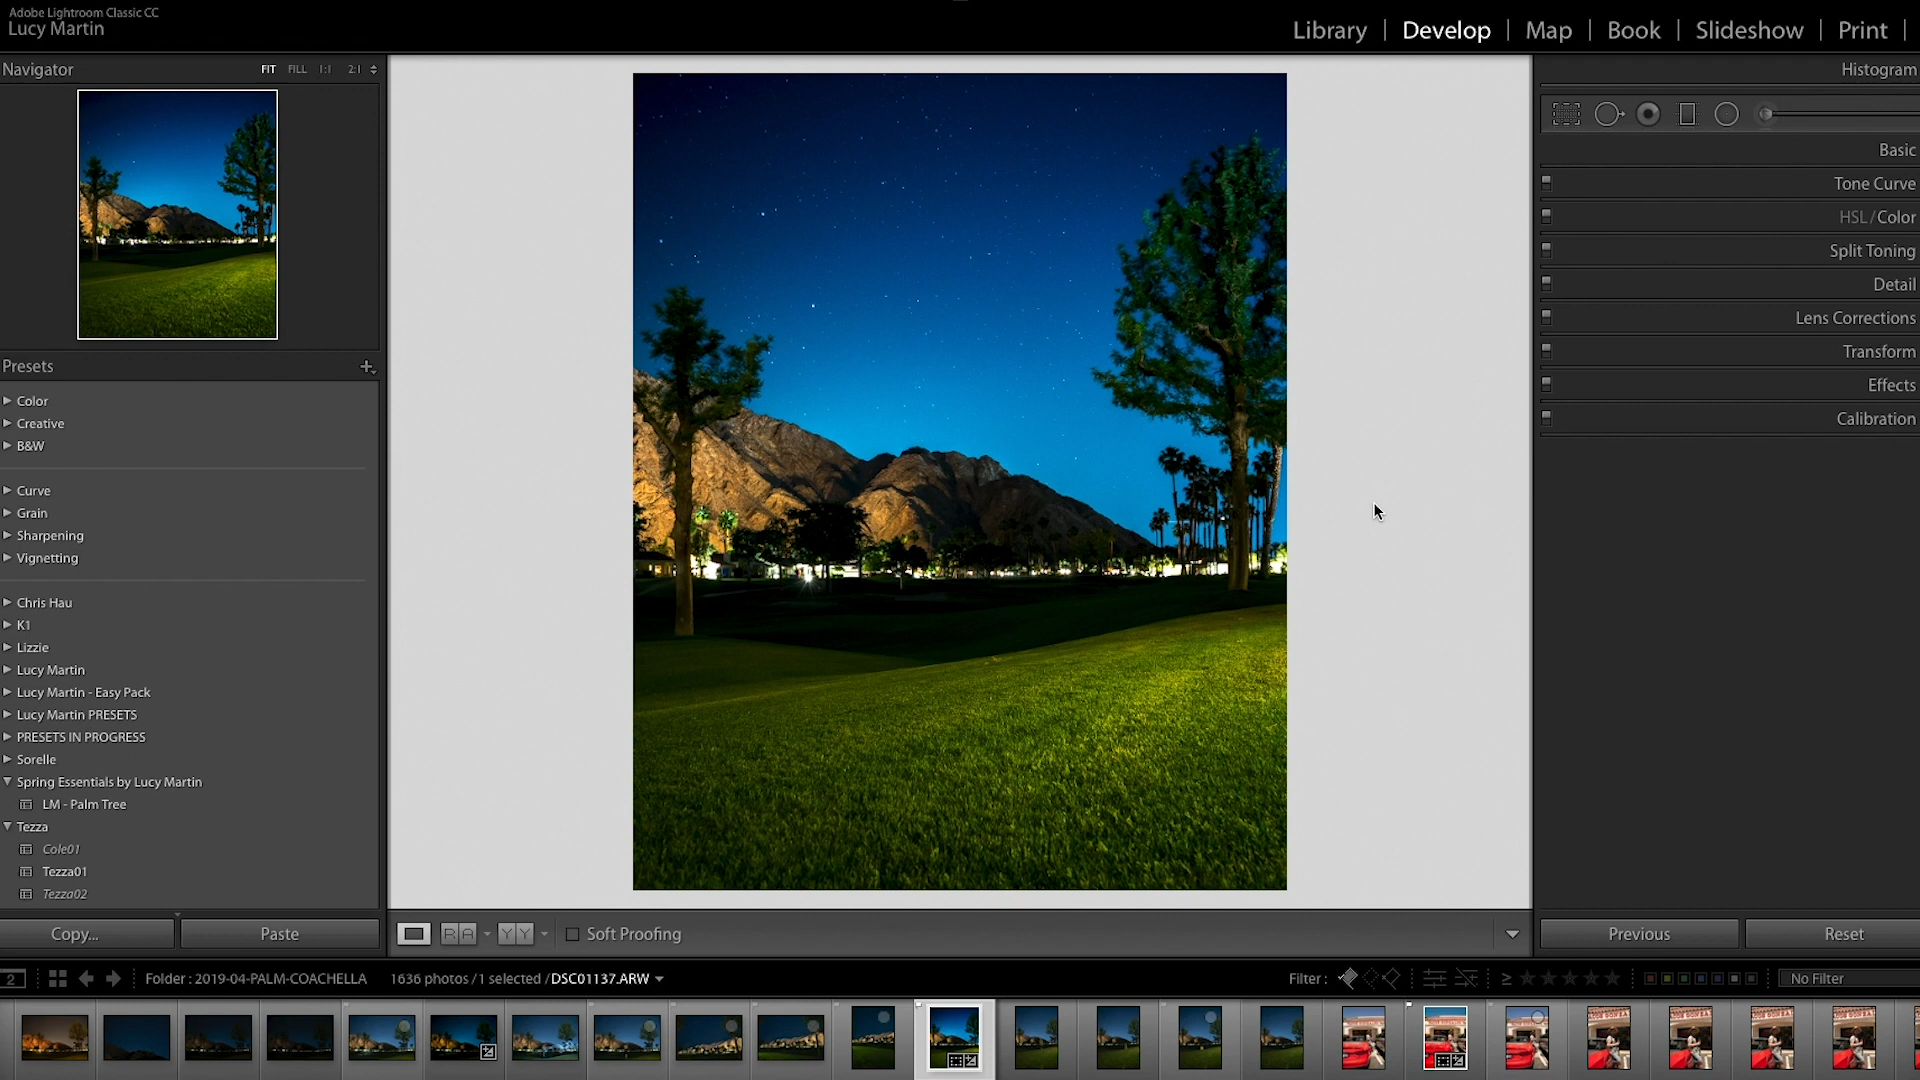 Adobe Lightroom Classic CC
Lucy Martin
Library | Develop | Map | Book | Slideshow | Print |
Navigator FIT FILL 1:1 2:1
Histogram
Basic
Tone Curve
HSL / Color
Split Toning
Detail
Lens Corrections
Transform
Effects
Calibration
Presets
Color
Creative
B&W
Curve
Grain
Sharpening
Vignetting
Chris Hau
K1
Lizzie
Lucy Martin
Lucy Martin - Easy Pack
Lucy Martin PRESETS
PRESETS IN PROGRESS
Sorelle
Spring Essentials by Lucy Martin
LM - Palm Tree
Tezza
Cole01
Tezza01
Tezza02
Copy... Paste
R A Y Y Soft Proofing
Previous Reset
2 Folder : 2019-04-PALM-COACHELLA 1636 photos / 1 selected / DSC01137.ARW
Filter : ≥ No Filter